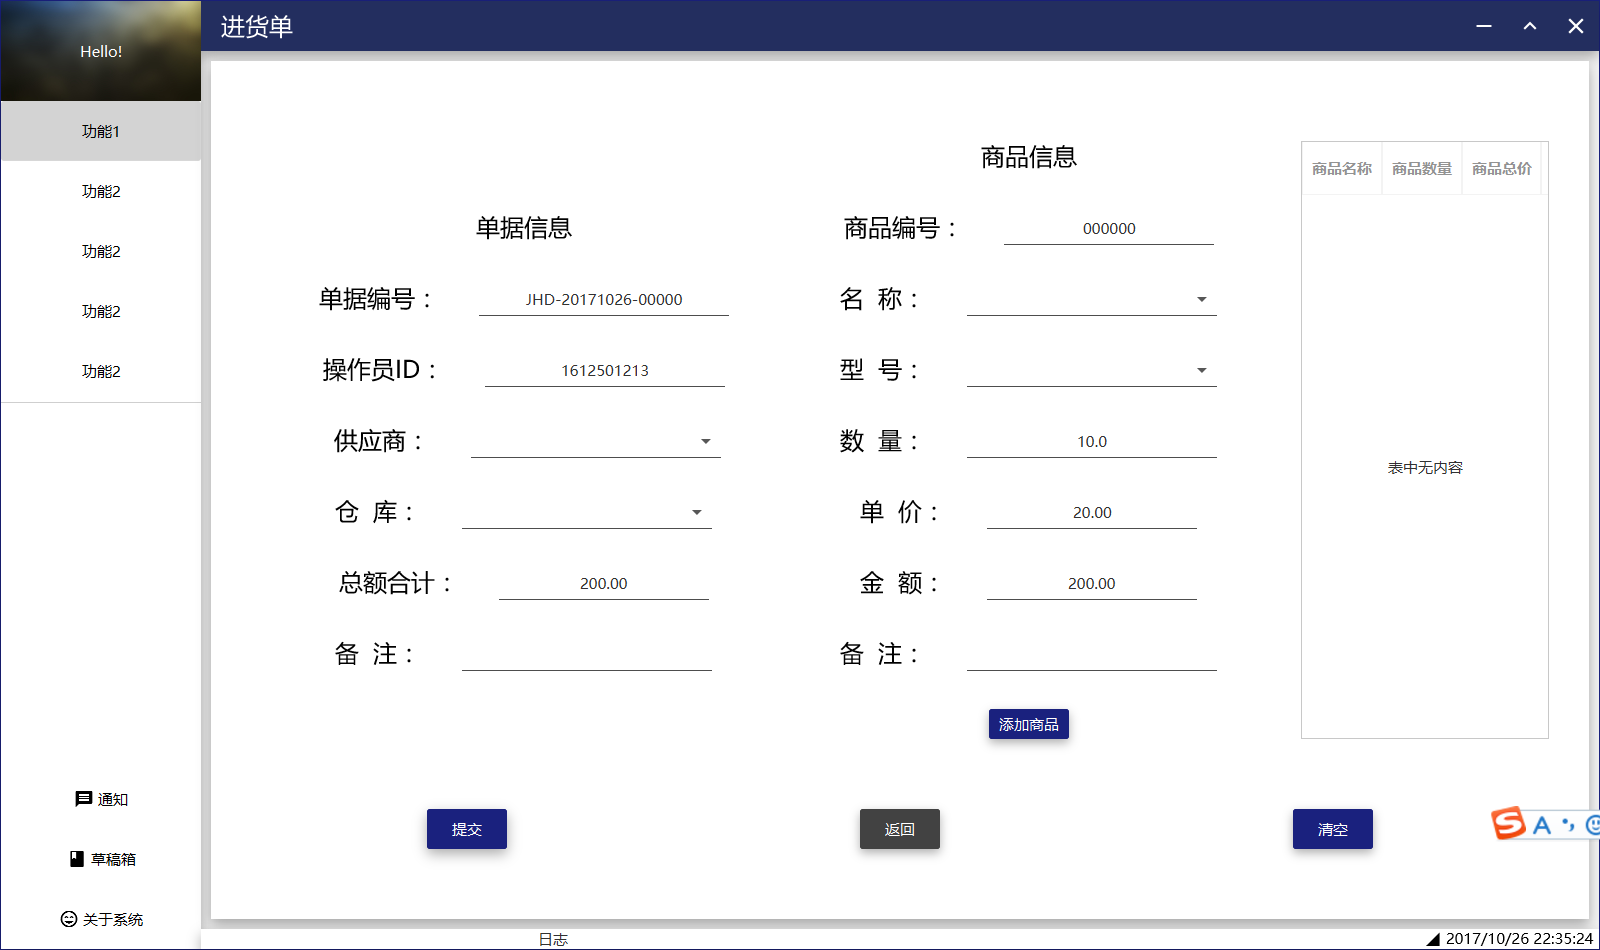 Hello!
进货单
功能1
功能2
功能2
功能2
功能2
通知
草稿箱
关于系统
单据信息
单据编号： JHD-20171026-00000
操作员ID： 1612501213
供应商：
仓 库：
总额合计： 200.00
备 注：
商品信息
商品编号： 000000
名 称：
型 号：
数 量： 10.0
单 价： 20.00
金 额： 200.00
备 注：
添加商品
商品名称 商品数量 商品总价
表中无内容
提交 返回 清空
S A
日志 2017/10/26 22:35:24